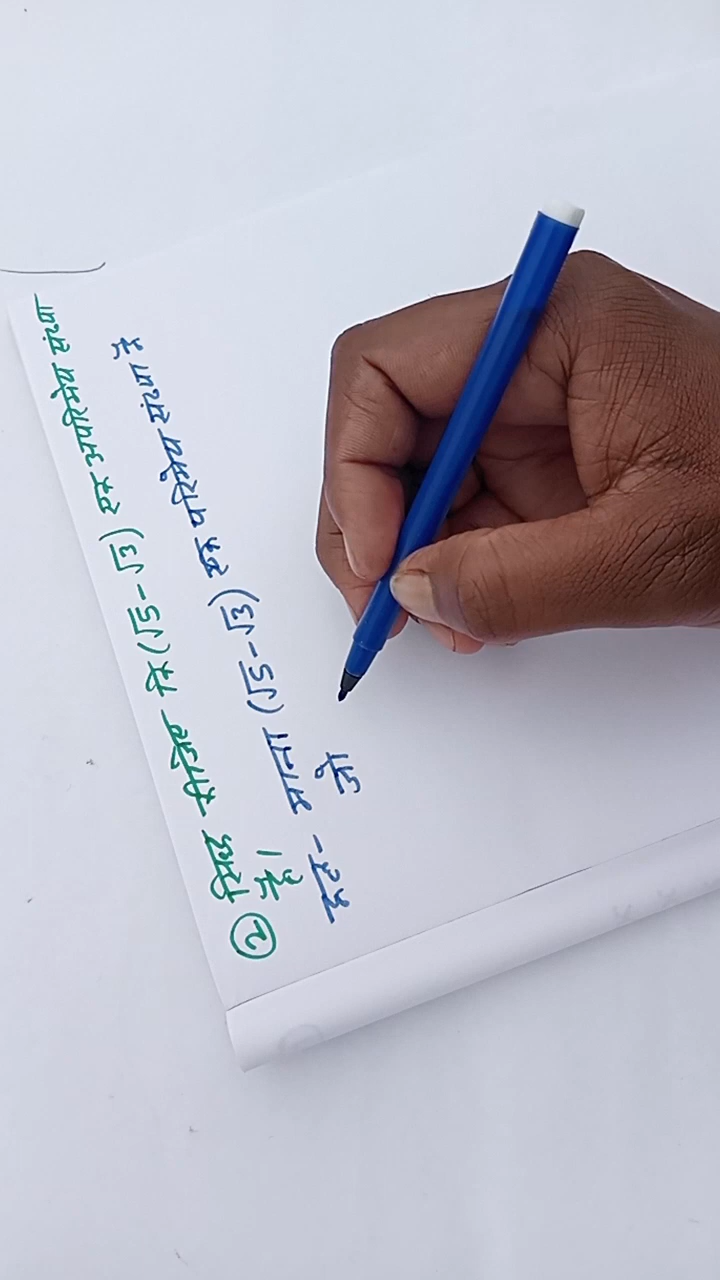 ② सिद्ध कीजिए कि (√5-√3) एक अपरिमेय संख्या
है।
हल- माना (√5-√3) एक परिमेय संख्या है
जो